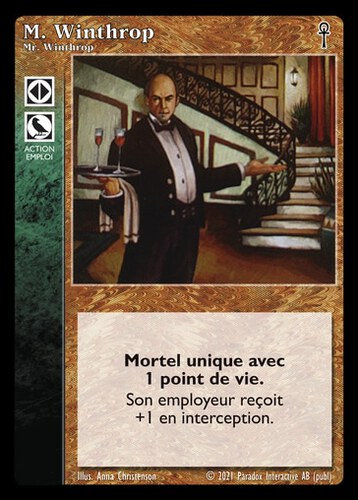 M. Winthrop
Mr. Winthrop
ACTION
EMPLOI
Mortel unique avec
1 point de vie.
Son employeur reçoit
+1 en interception.
Illus. Anna Christenson © 2021 Paradox Interactive AB (publ)